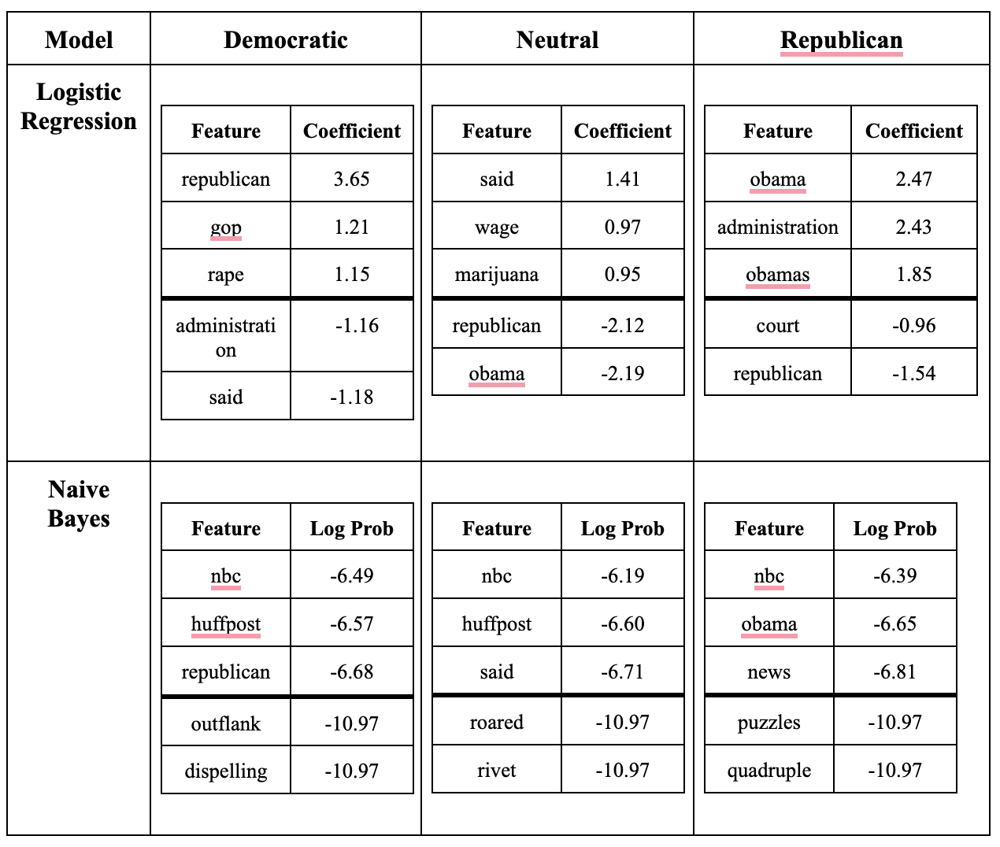 Model Democratic Neutral Republican
Logistic
Regression
Feature Coefficient
republican 3.65
gop 1.21
rape 1.15
administrati
on -1.16
said -1.18
Feature Coefficient
said 1.41
wage 0.97
marijuana 0.95
republican -2.12
obama -2.19
Feature Coefficient
obama 2.47
administration 2.43
obamas 1.85
court -0.96
republican -1.54
Naive
Bayes
Feature Log Prob
nbc -6.49
huffpost -6.57
republican -6.68
outflank -10.97
dispelling -10.97
Feature Log Prob
nbc -6.19
huffpost -6.60
said -6.71
roared -10.97
rivet -10.97
Feature Log Prob
nbc -6.39
obama -6.65
news -6.81
puzzles -10.97
quadruple -10.97